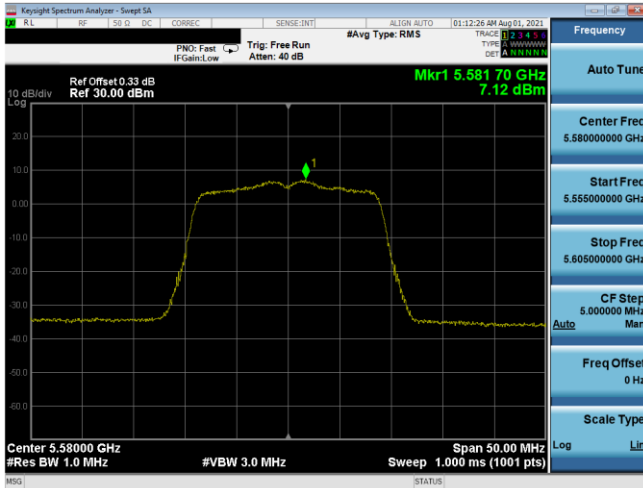 Keysight Spectrum Analyzer - Swept SA
RL RF 50 Ω DC CORREC SENSE:INT ALIGN AUTO 01:12:26 AM Aug 01, 2021
#Avg Type: RMS
TRACE 1 2 3 4 5 6
PNO: Fast Trig: Free Run TYPE A WWWWW
IFGain:Low Atten: 40 dB DET A N N N N N
Mkr1 5.581 70 GHz
7.12 dBm
Ref Offset 0.33 dB
10 dB/div Ref 30.00 dBm
Log
1
20.0
10.0
0.00
-10.0
-20.0
-30.0
-40.0
-50.0
-60.0
Center 5.58000 GHz Span 50.00 MHz
#Res BW 1.0 MHz #VBW 3.0 MHz Sweep 1.000 ms (1001 pts)
MSG STATUS
Frequency
Auto Tune
Center Freq
5.580000000 GHz
Start Freq
5.555000000 GHz
Stop Freq
5.605000000 GHz
CF Step
5.000000 MHz
Auto Man
Freq Offset
0 Hz
Scale Type
Log Lin